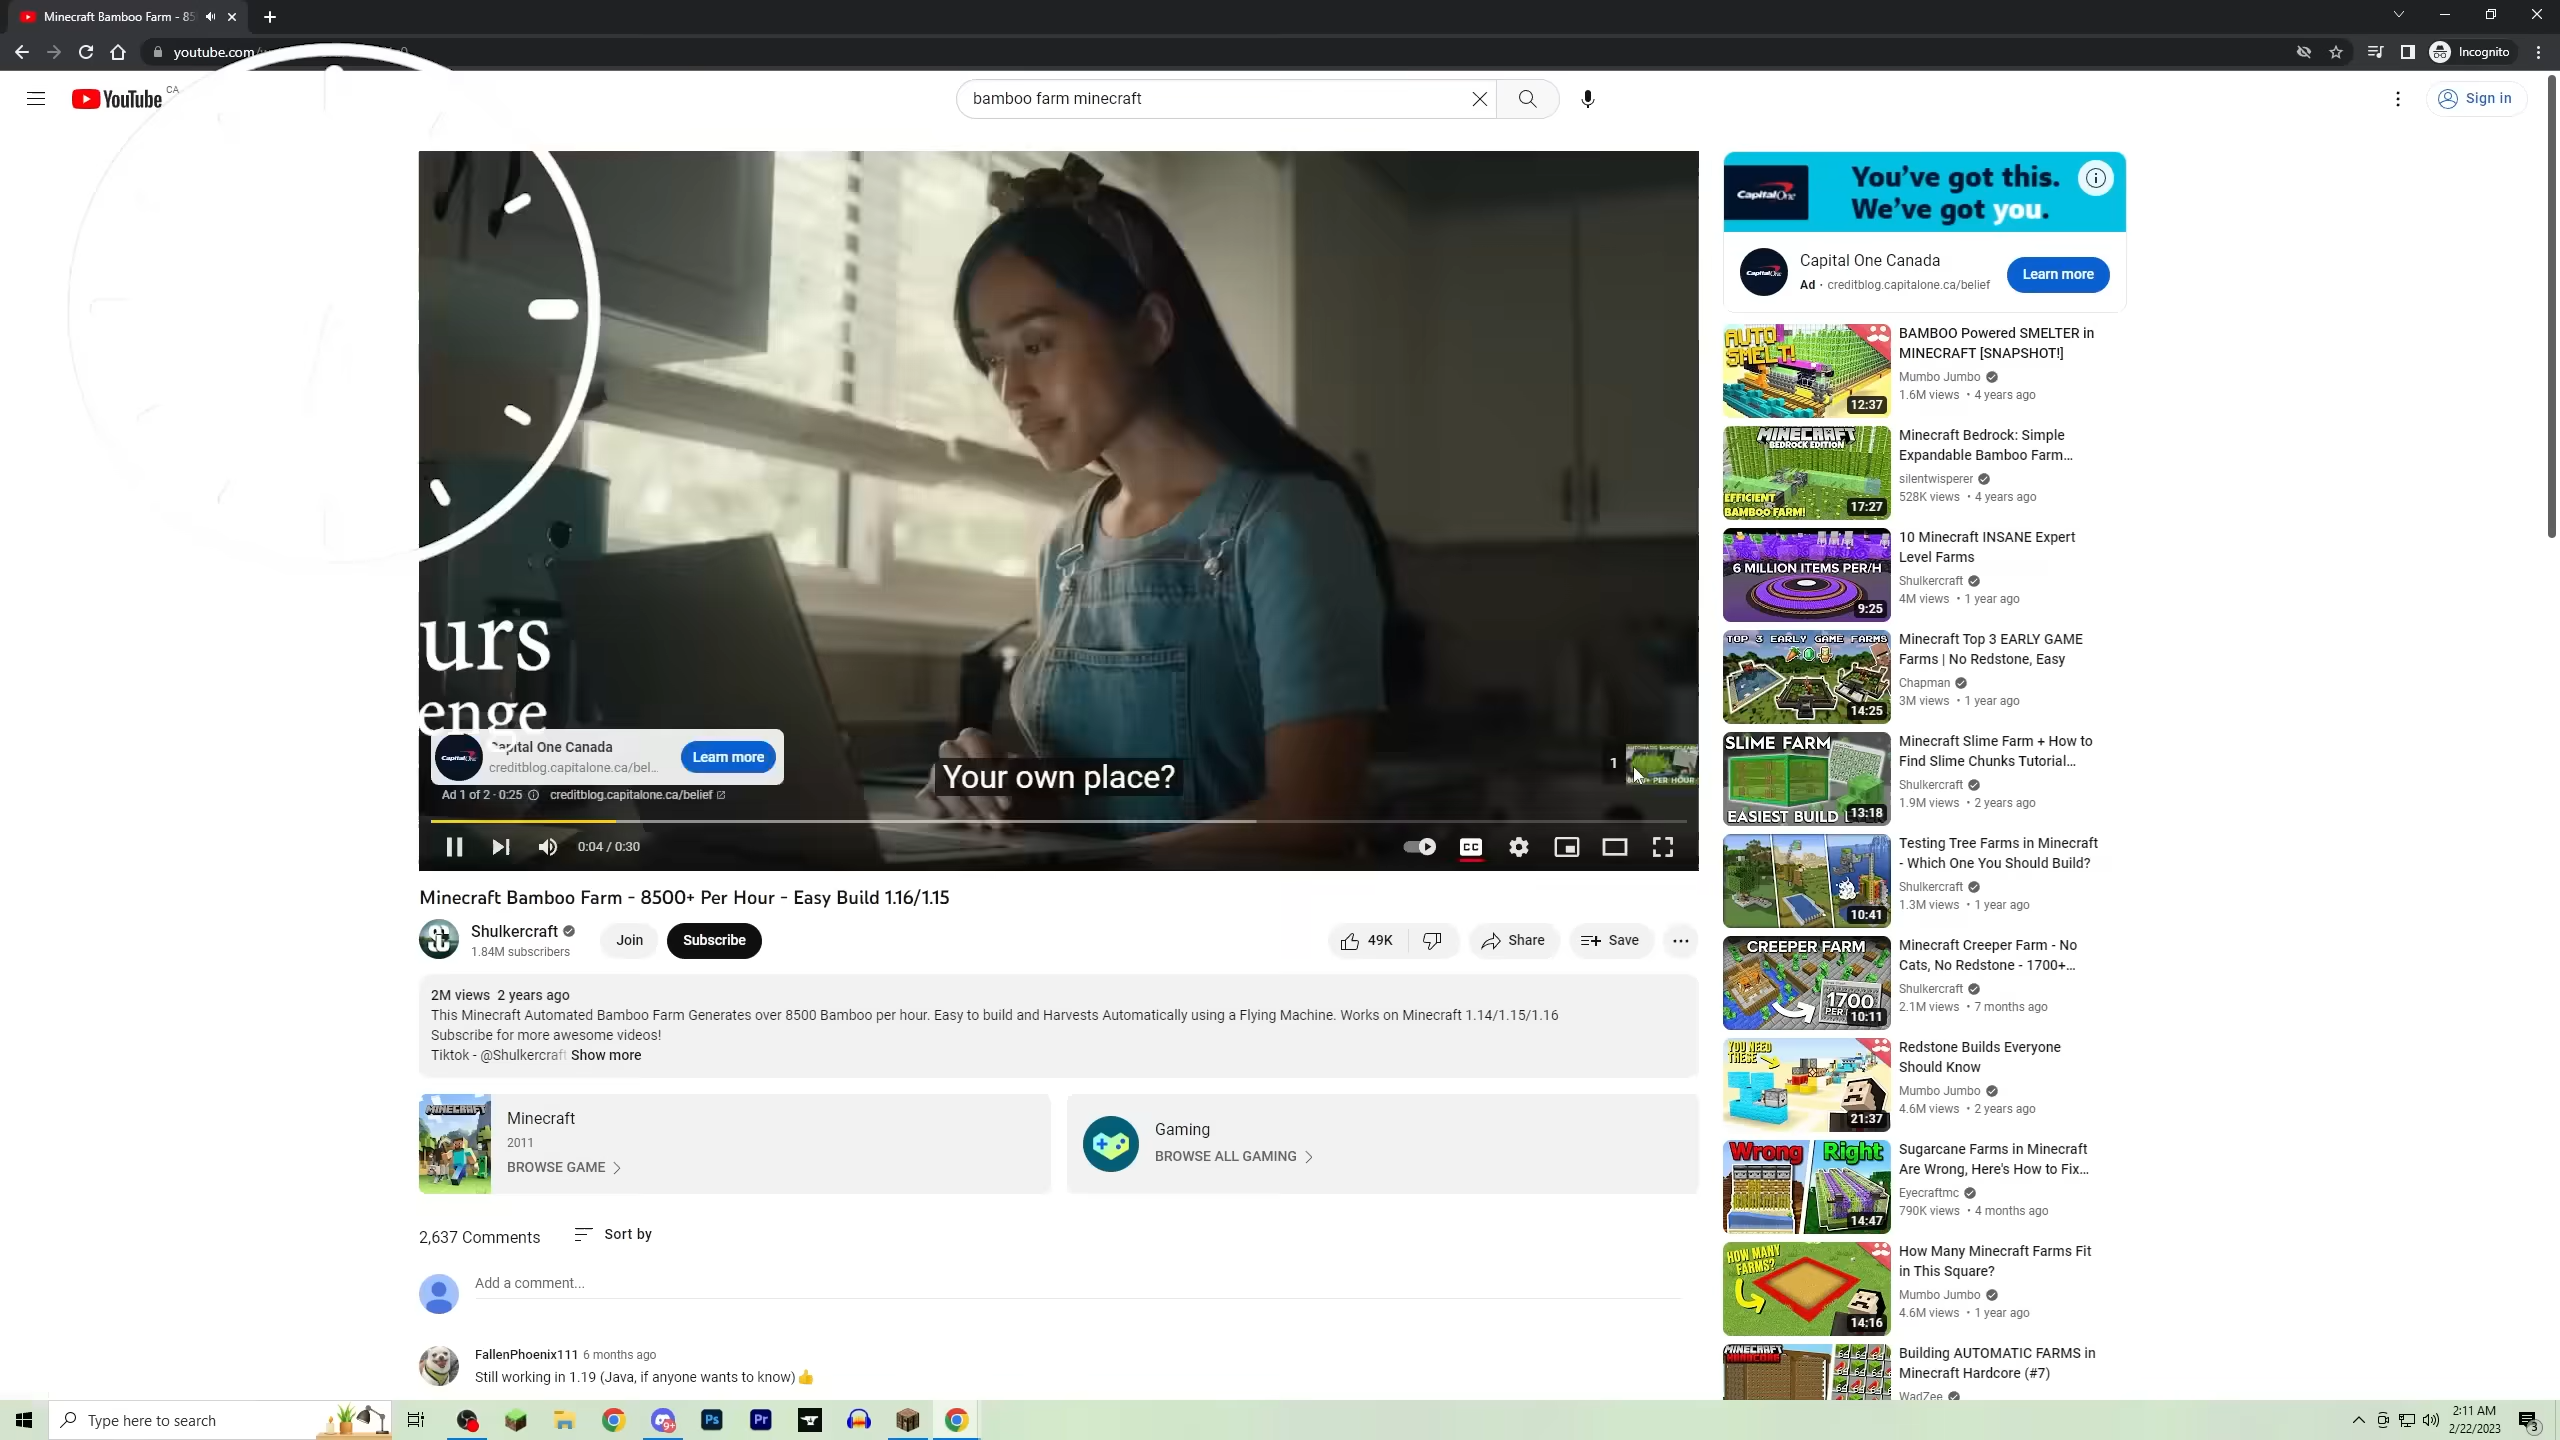 Minecraft Bamboo Farm - 85
youtube.com
Incognito
YouTube CA
bamboo farm minecraft
Sign in
urs
enge
Capital One Canada
creditblog.capitalone.ca/bel...
Learn more
Ad 1 of 2 · 0:25
creditblog.capitalone.ca/belief
Your own place?
1
0:04 / 0:30
CC
Minecraft Bamboo Farm - 8500+ Per Hour - Easy Build 1.16/1.15
Shulkercraft
1.84M subscribers
Join
Subscribe
49K
Share
Save
2M views 2 years ago
This Minecraft Automated Bamboo Farm Generates over 8500 Bamboo per hour. Easy to build and Harvests Automatically using a Flying Machine. Works on Minecraft 1.14/1.15/1.16
Subscribe for more awesome videos!
Tiktok - @Shulkercraft Show more
MINECRAFT
Minecraft
2011
BROWSE GAME
Gaming
BROWSE ALL GAMING
2,637 Comments
Sort by
Add a comment...
FallenPhoenix111 6 months ago
Still working in 1.19 (Java, if anyone wants to know)👍
Capital One
You've got this.
We've got you.
Capital One Canada
Ad · creditblog.capitalone.ca/belief
Learn more
AUTO SMELT!
12:37
BAMBOO Powered SMELTER in
MINECRAFT [SNAPSHOT!]
Mumbo Jumbo
1.6M views • 4 years ago
MINECRAFT
BEDROCK EDITION
EFFICIENT
BAMBOO FARM!
17:27
Minecraft Bedrock: Simple
Expandable Bamboo Farm...
silentwisperer
528K views • 4 years ago
6 MILLION ITEMS PER/H
9:25
10 Minecraft INSANE Expert
Level Farms
Shulkercraft
4M views • 1 year ago
TOP 3 EARLY GAME FARMS
14:25
Minecraft Top 3 EARLY GAME
Farms | No Redstone, Easy
Chapman
3M views • 1 year ago
SLIME FARM
EASIEST BUILD
13:18
Minecraft Slime Farm + How to
Find Slime Chunks Tutorial...
Shulkercraft
1.9M views • 2 years ago
10:41
Testing Tree Farms in Minecraft
- Which One You Should Build?
Shulkercraft
1.3M views • 1 year ago
CREEPER FARM
1700
PER
10:11
Minecraft Creeper Farm - No
Cats, No Redstone - 1700+...
Shulkercraft
2.1M views • 7 months ago
YOU NEED
THESE
21:37
Redstone Builds Everyone
Should Know
Mumbo Jumbo
4.6M views • 2 years ago
Wrong Right
14:47
Sugarcane Farms in Minecraft
Are Wrong, Here's How to Fix...
Eyecraftmc
790K views • 4 months ago
HOW MANY
FARMS?
14:16
How Many Minecraft Farms Fit
in This Square?
Mumbo Jumbo
4.6M views • 1 year ago
MINECRAFT
HARDCORE
Building AUTOMATIC FARMS in
Minecraft Hardcore (#7)
WadZee
Type here to search
9+
Ps
Pr
2:11 AM
2/22/2023
3